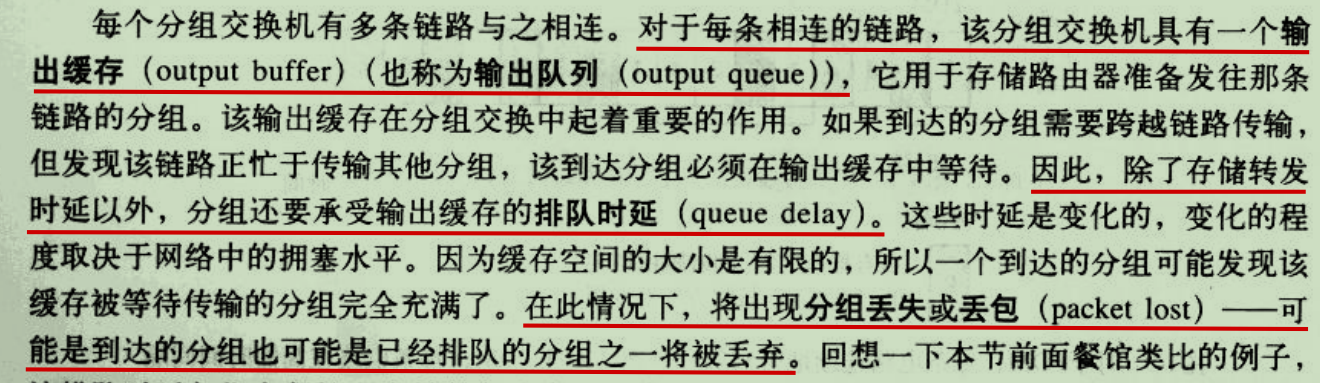 每个分组交换机有多条链路与之相连。对于每条相连的链路，该分组交换机具有一个输
出缓存（output buffer）（也称为输出队列（output queue）），它用于存储路由器准备发往那条
链路的分组。该输出缓存在分组交换中起着重要的作用。如果到达的分组需要跨越链路传输，
但发现该链路正忙于传输其他分组，该到达分组必须在输出缓存中等待。因此，除了存储转发
时延以外，分组还要承受输出缓存的排队时延（queue delay）。这些时延是变化的，变化的程
度取决于网络中的拥塞水平。因为缓存空间的大小是有限的，所以一个到达的分组可能发现该
缓存被等待传输的分组完全充满了。在此情况下，将出现分组丢失或丢包（packet lost）——可
能是到达的分组也可能是已经排队的分组之一将被丢弃。回想一下本节前面餐馆类比的例子，